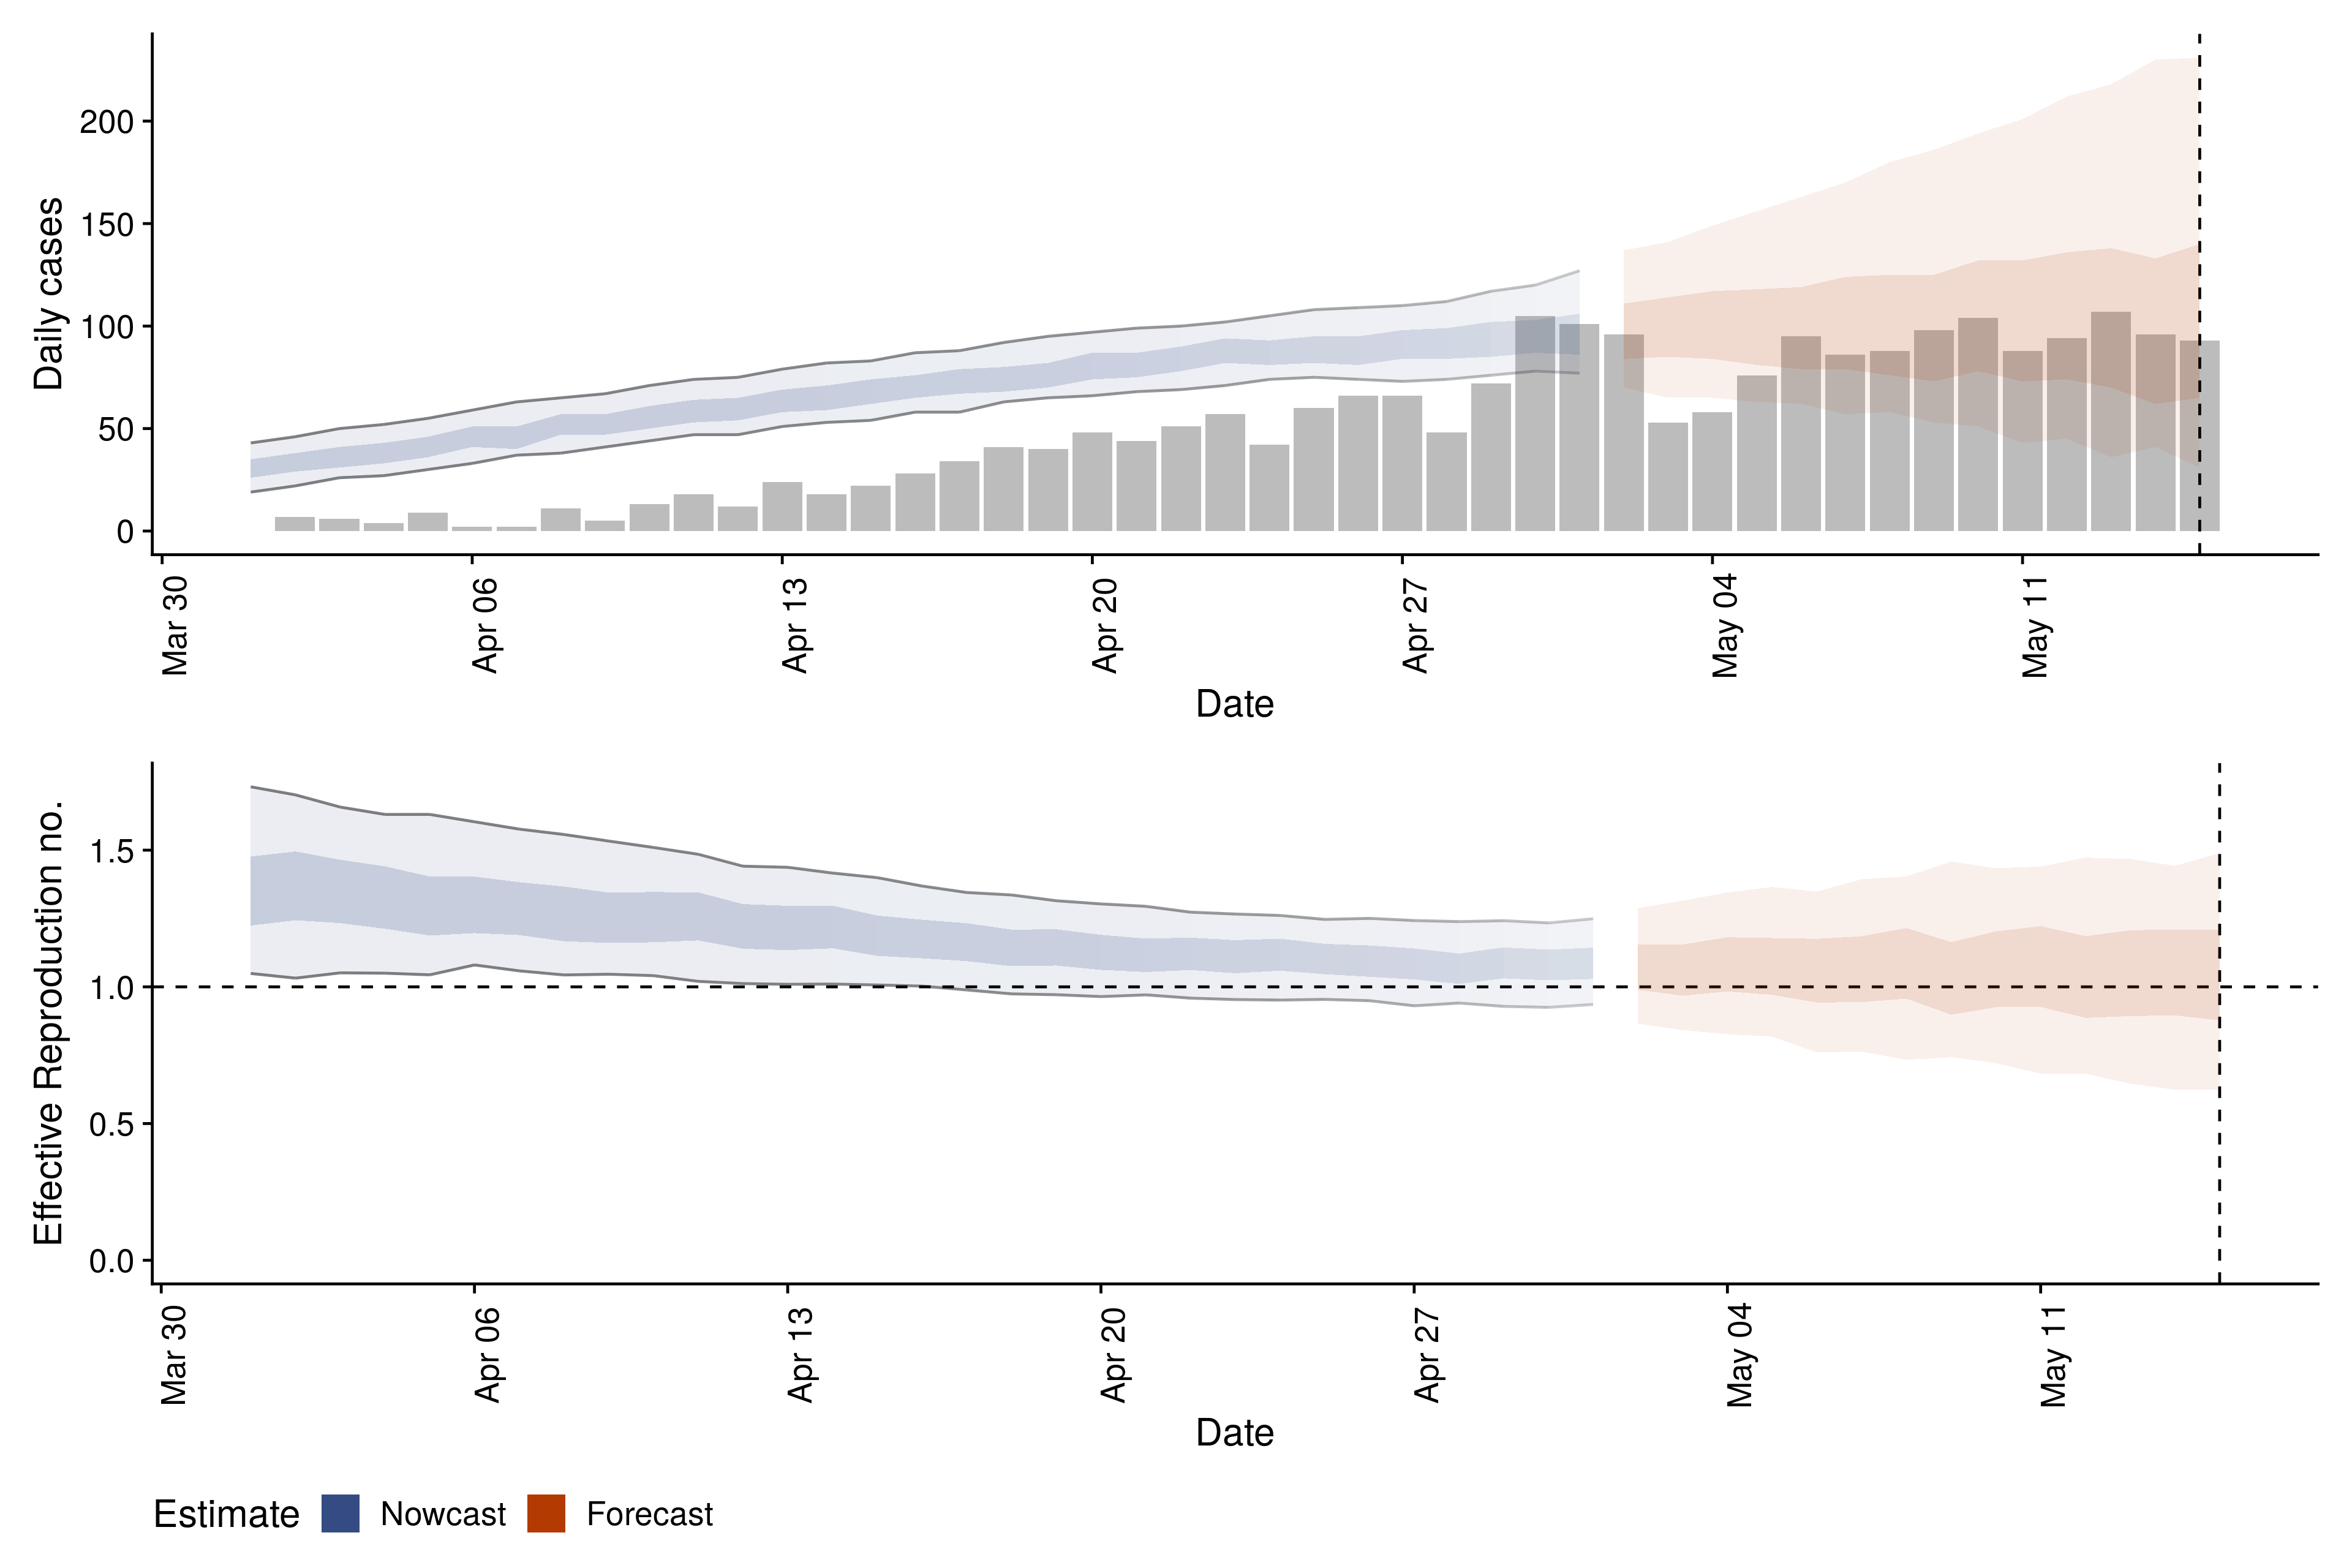 Daily cases
200
150
100
50
0
Mar 30
Apr 06
Apr 13
Apr 20
Apr 27
May 04
May 11
Date
Effective Reproduction no.
1.5
1.0
0.5
0.0
Mar 30
Apr 06
Apr 13
Apr 20
Apr 27
May 04
May 11
Date
Estimate Nowcast Forecast